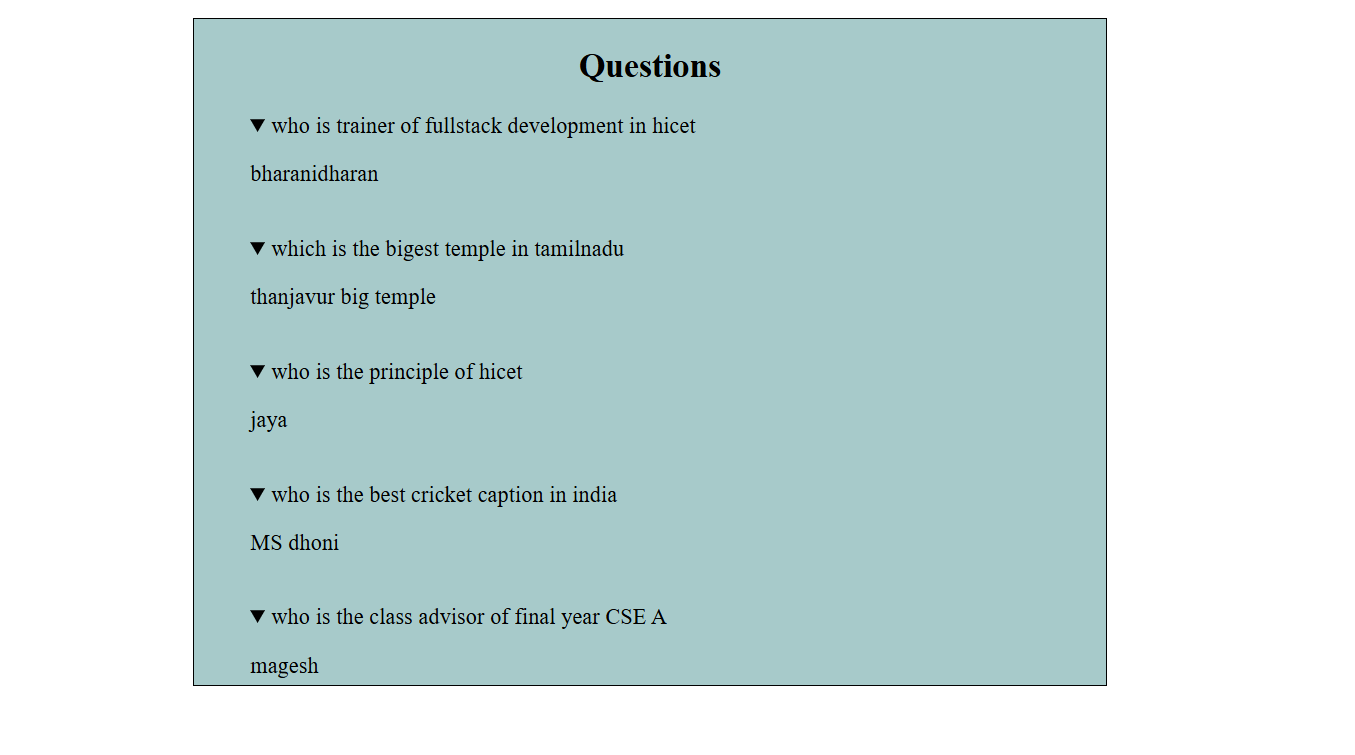 Questions
who is trainer of fullstack development in hicet
bharanidharan
which is the bigest temple in tamilnadu
thanjavur big temple
who is the principle of hicet
jaya
who is the best cricket caption in india
MS dhoni
who is the class advisor of final year CSE A
magesh